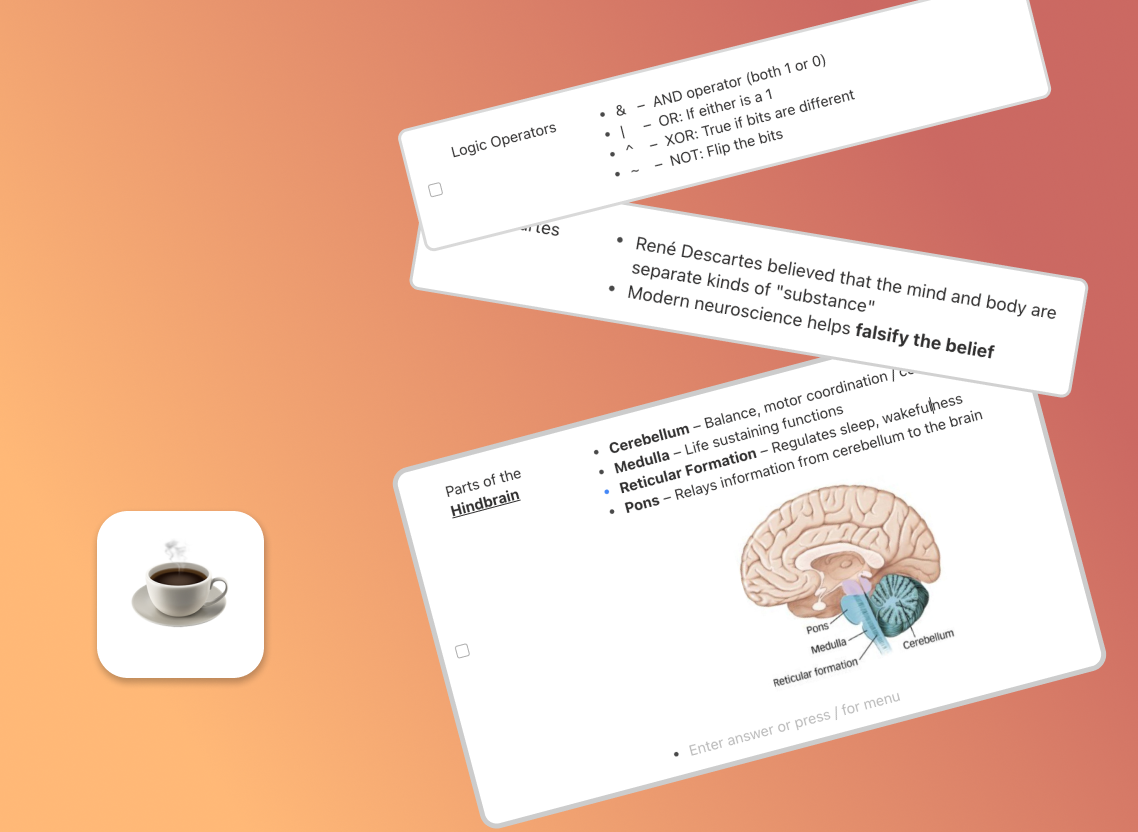 Logic Operators
• & – AND operator (both 1 or 0)
• | – OR: If either is a 1
• ^ – XOR: True if bits are different
• ~ – NOT: Flip the bits
• René Descartes believed that the mind and body are
separate kinds of "substance"
• Modern neuroscience helps falsify the belief
Parts of the
Hindbrain
• Cerebellum – Balance, motor coordination /
• Medulla – Life sustaining functions
• Reticular Formation – Regulates sleep, wakefulness
• Pons – Relays information from cerebellum to the brain
Pons
Medulla
Reticular formation
Cerebellum
• Enter answer or press / for menu